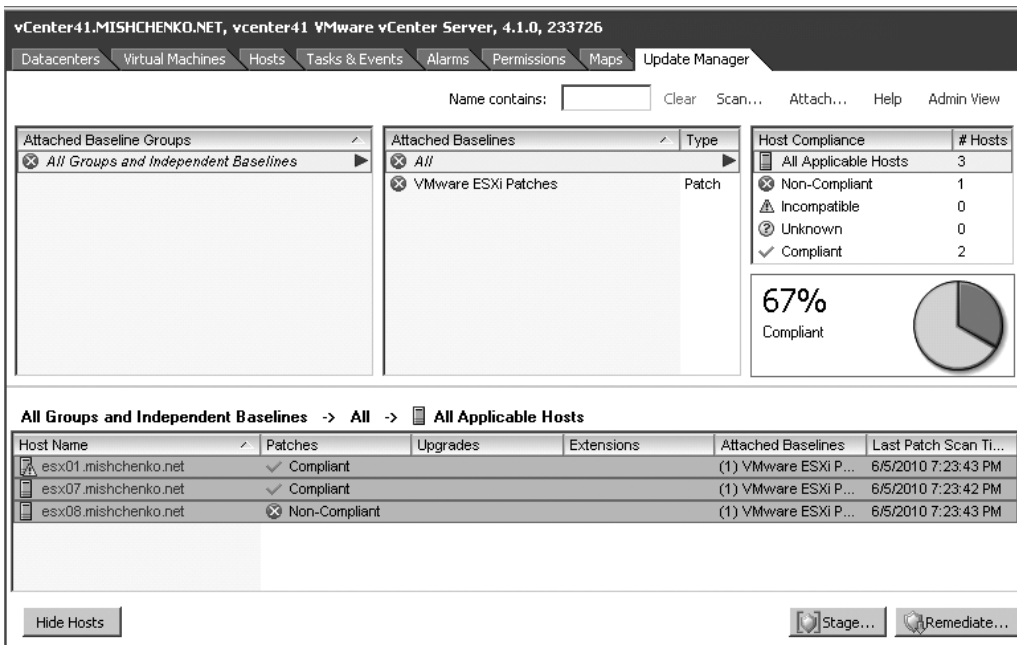 vCenter41.MISHCHENKO.NET, vcenter41 VMware vCenter Server, 4.1.0, 233726
Datacenters Virtual Machines Hosts Tasks & Events Alarms Permissions Maps Update Manager
Name contains: Clear Scan... Attach... Help Admin View
Attached Baseline Groups
All Groups and Independent Baselines
Attached Baselines Type
All
VMware ESXi Patches Patch
Host Compliance # Hosts
All Applicable Hosts 3
Non-Compliant 1
Incompatible 0
Unknown 0
Compliant 2
67%
Compliant
All Groups and Independent Baselines -> All -> All Applicable Hosts
Host Name Patches Upgrades Extensions Attached Baselines Last Patch Scan Ti...
esx01.mishchenko.net Compliant (1) VMware ESXi P... 6/5/2010 7:23:43 PM
esx07.mishchenko.net Compliant (1) VMware ESXi P... 6/5/2010 7:23:42 PM
esx08.mishchenko.net Non-Compliant (1) VMware ESXi P... 6/5/2010 7:23:43 PM
Hide Hosts Stage... Remediate...